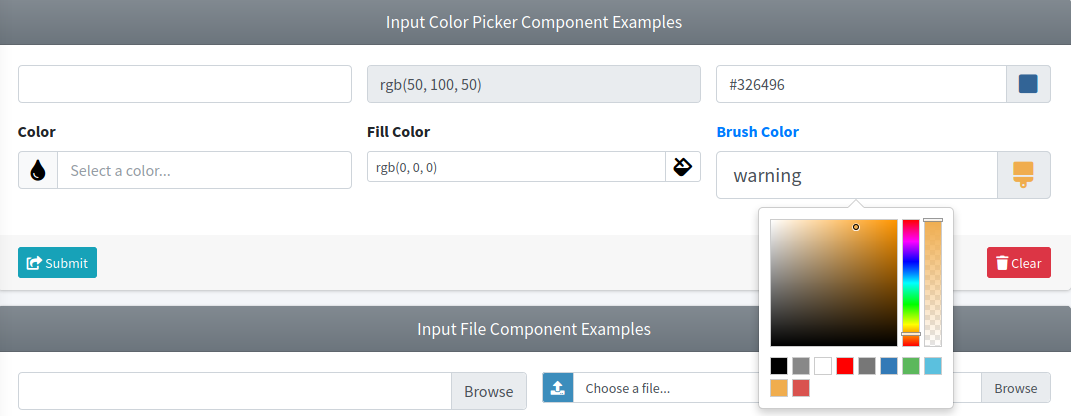 Input Color Picker Component Examples
rgb(50, 100, 50)
#326496
Color
Fill Color
Brush Color
Select a color...
rgb(0, 0, 0)
warning
Submit
Clear
Input File Component Examples
Browse
Choose a file...
Browse